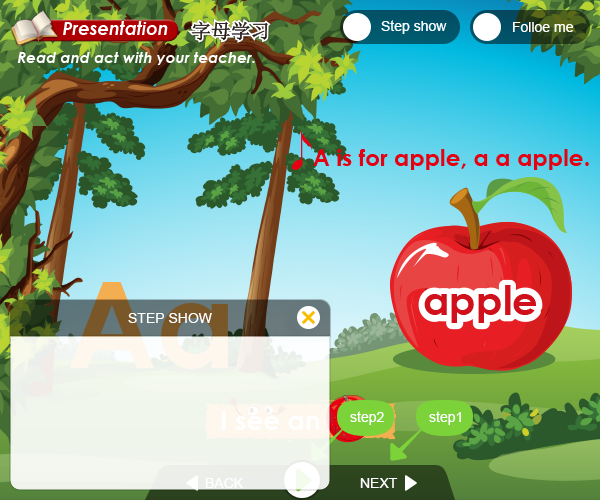 Presentation 字母学习
Step show
Folloe me
Read and act with your teacher.
A is for apple, a a apple.
apple
Aa
STEP SHOW
I see an
step2
step1
BACK
NEXT